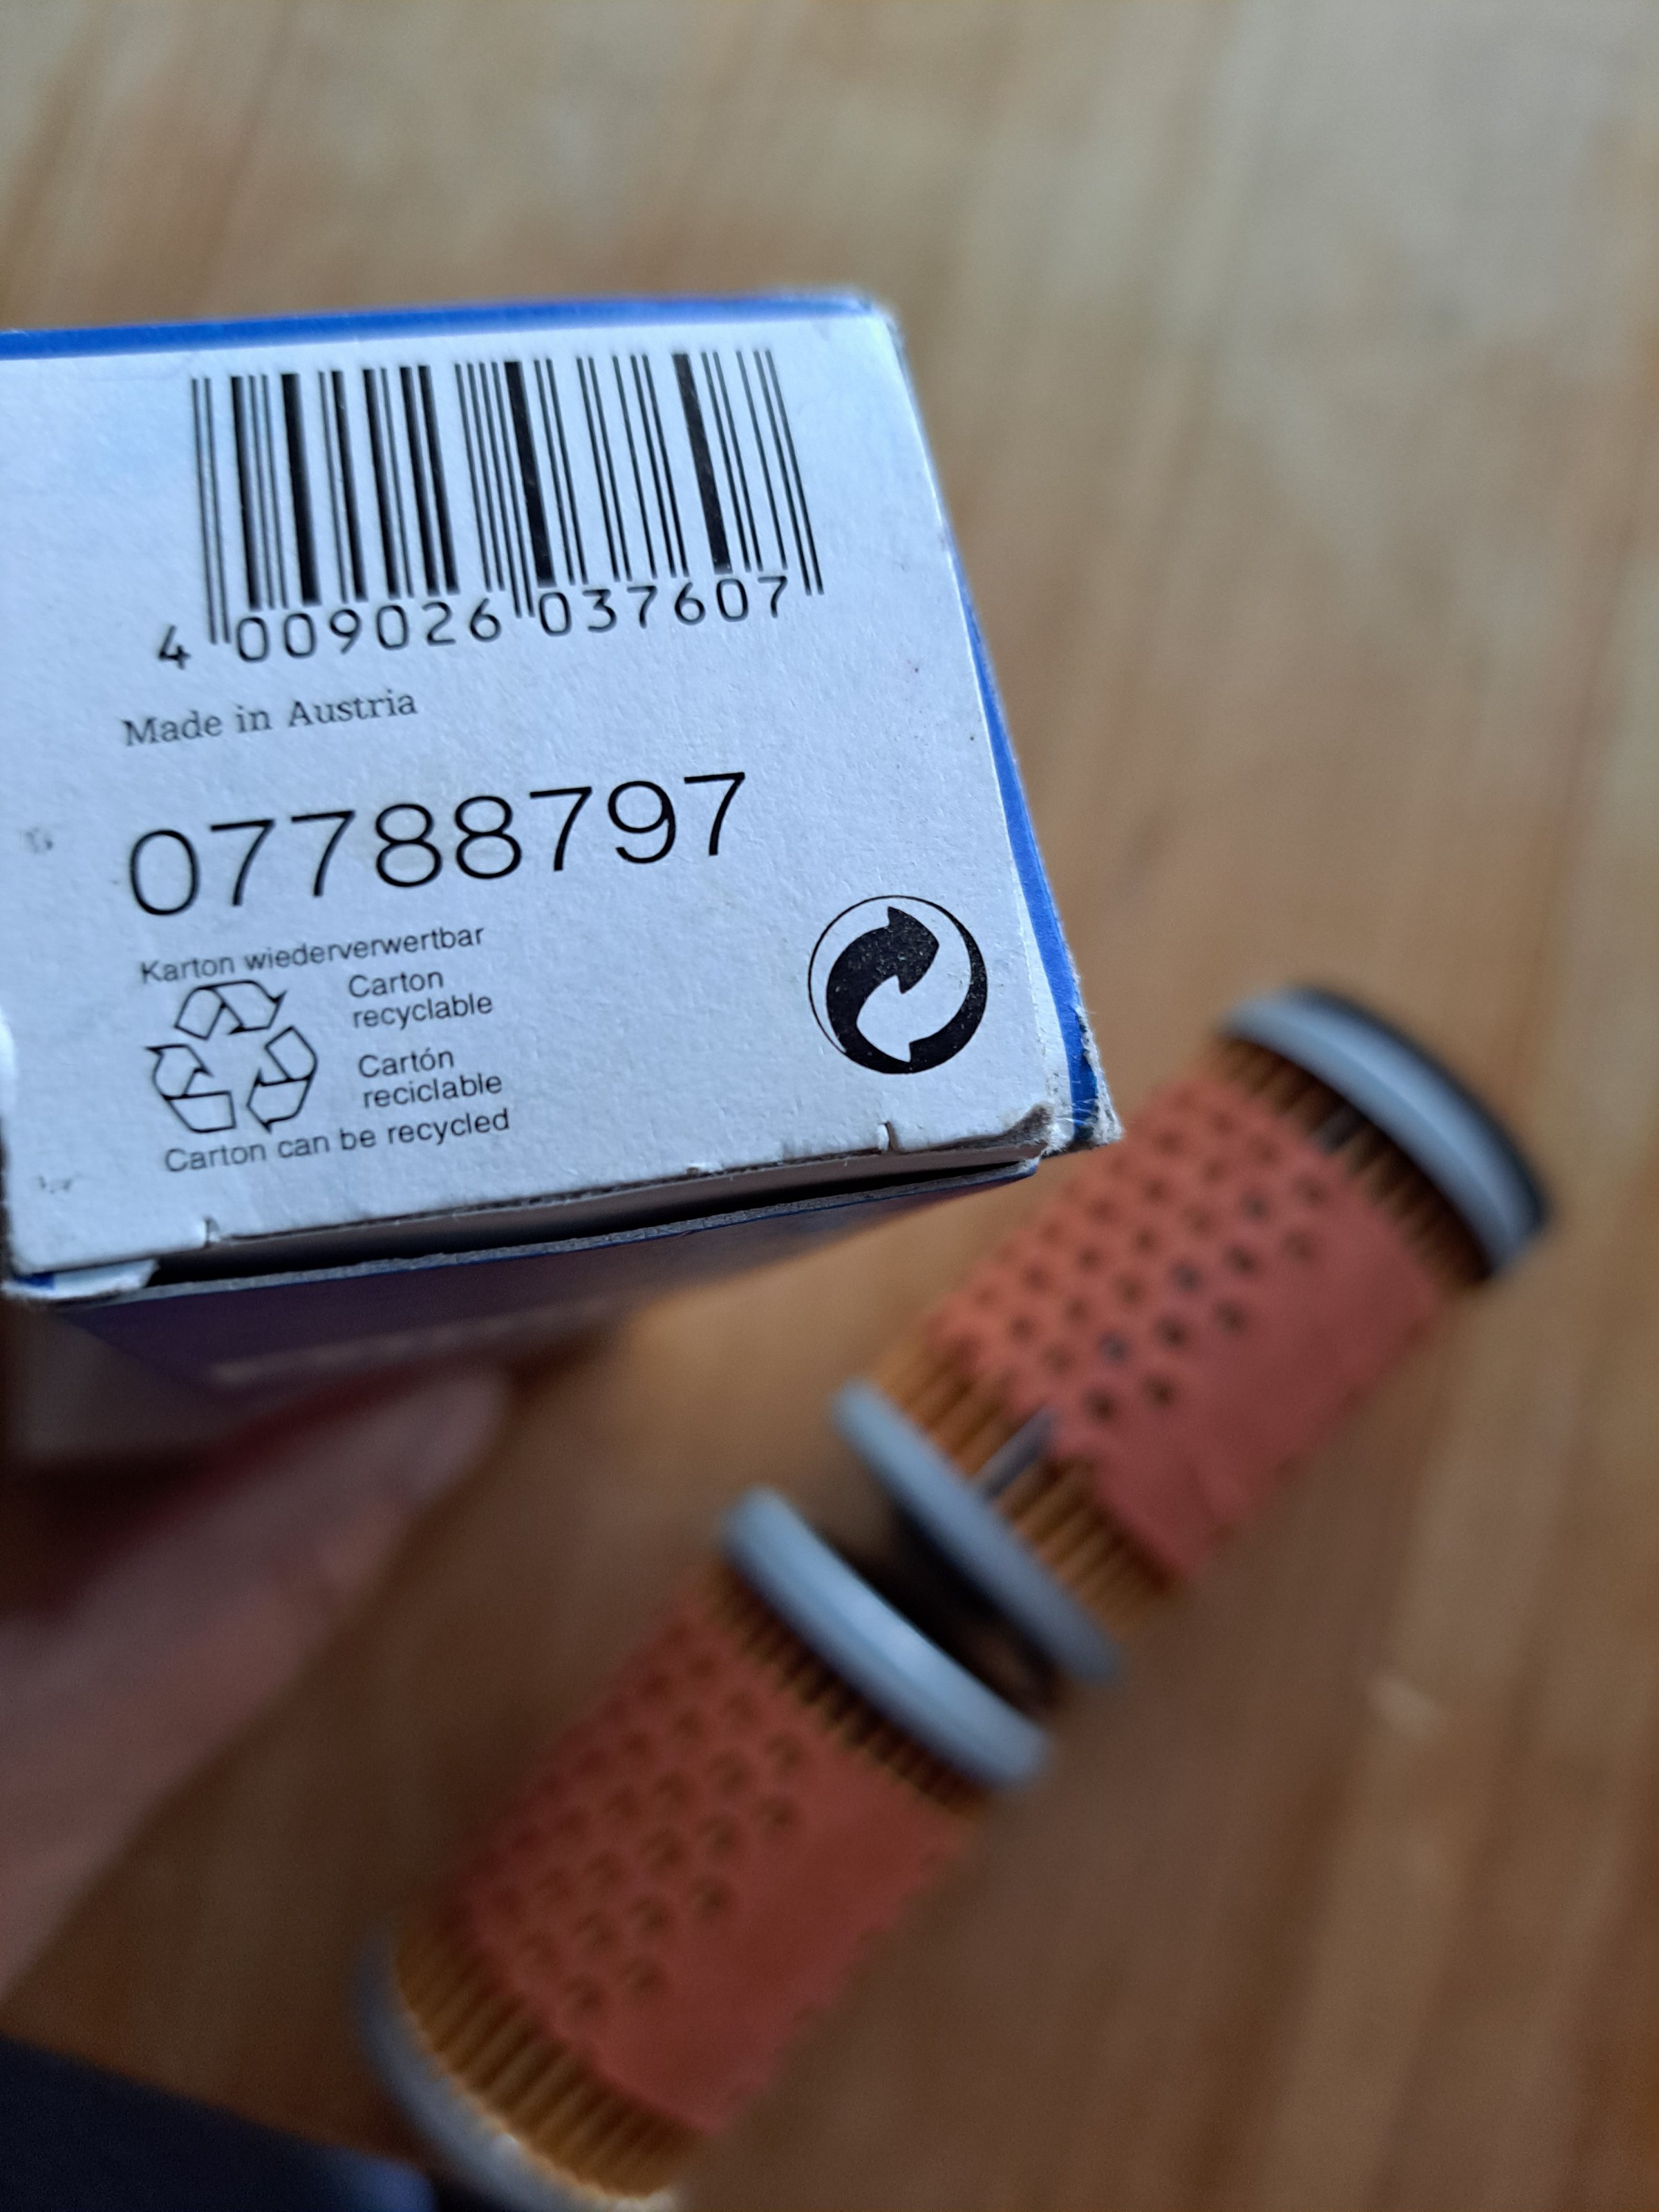 4 009026 037607
Made in Austria
07788797
Karton wiederverwertbar
Carton
recyclable
Cartón
reciclable
Carton can be recycled